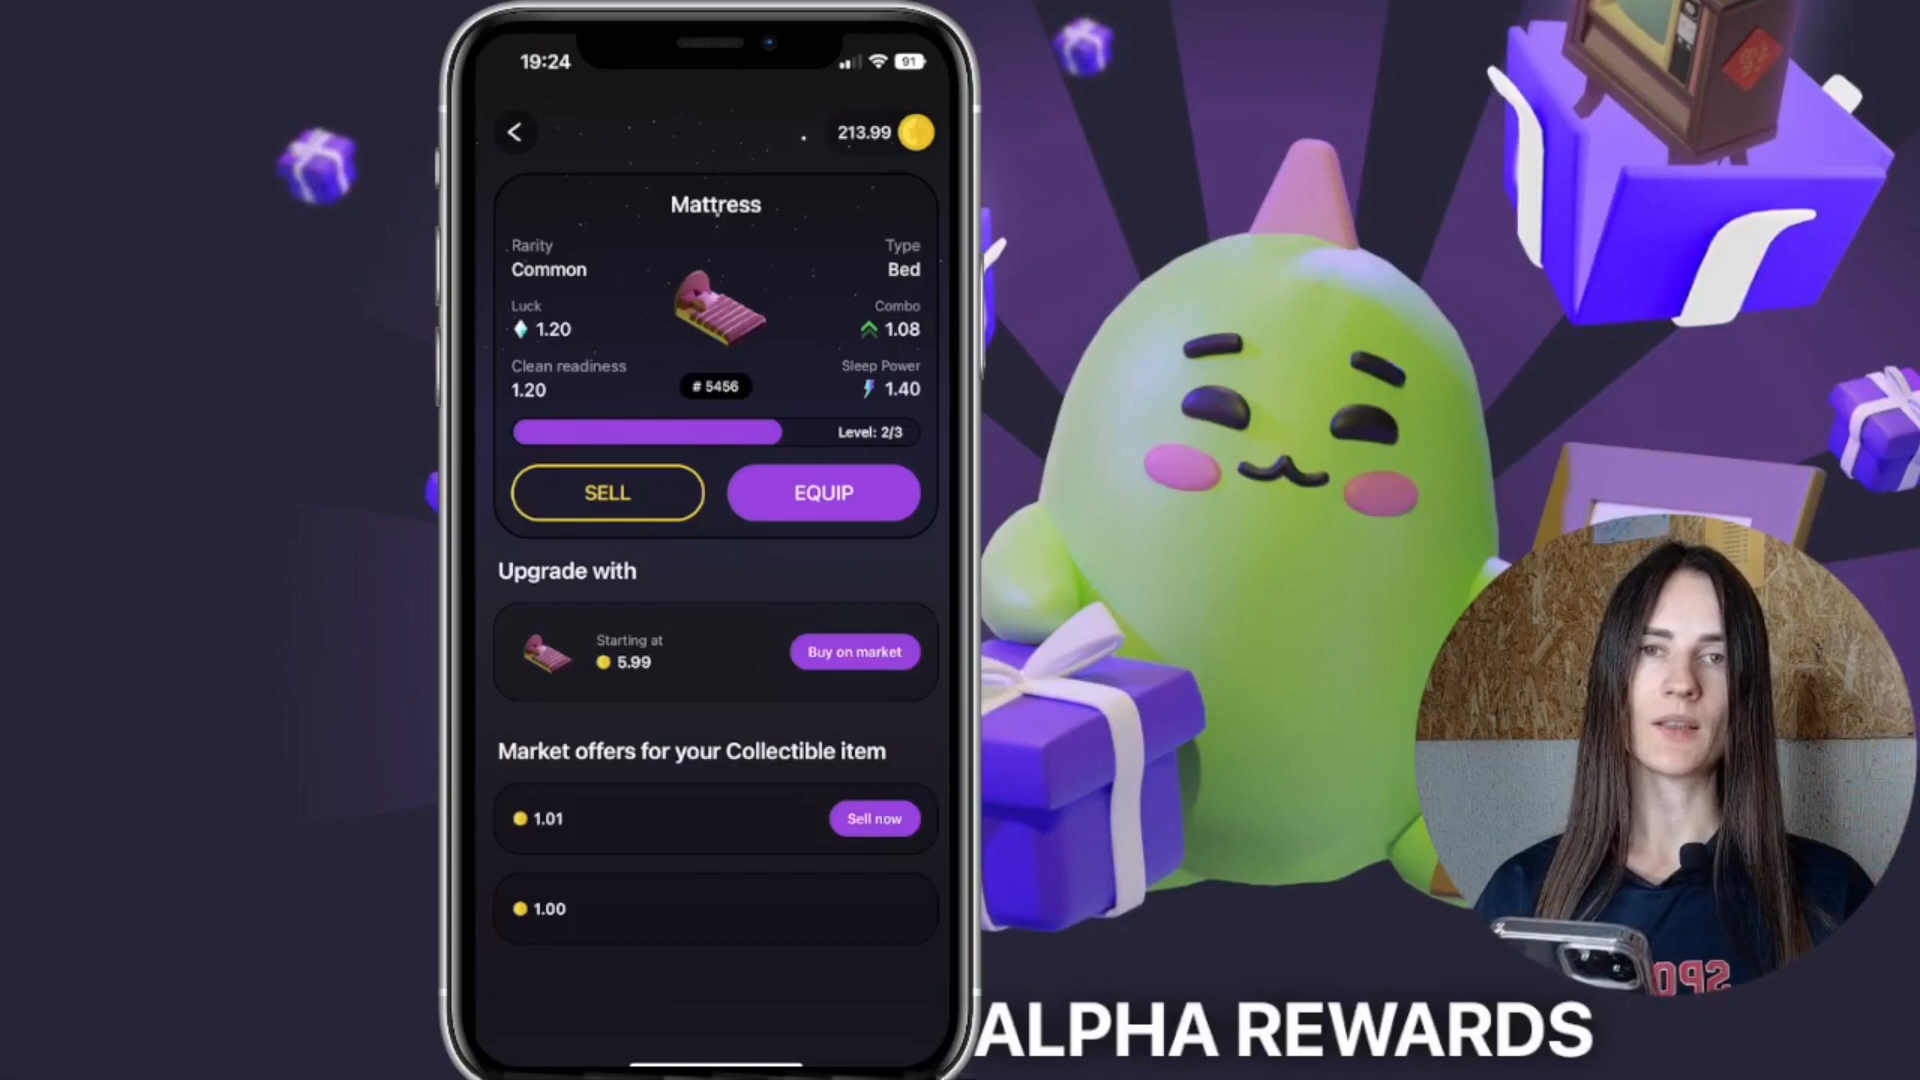 19:24
91
213.99
Mattress
Rarity
Type
Common
Bed
Luck
Combo
1.20
1.08
Clean readiness
Sleep Power
1.20
# 5456
1.40
Level: 2/3
SELL
EQUIP
Upgrade with
Starting at
5.99
Buy on market
Market offers for your Collectible item
1.01
Sell now
1.00
ALPHA REWARDS
SPO